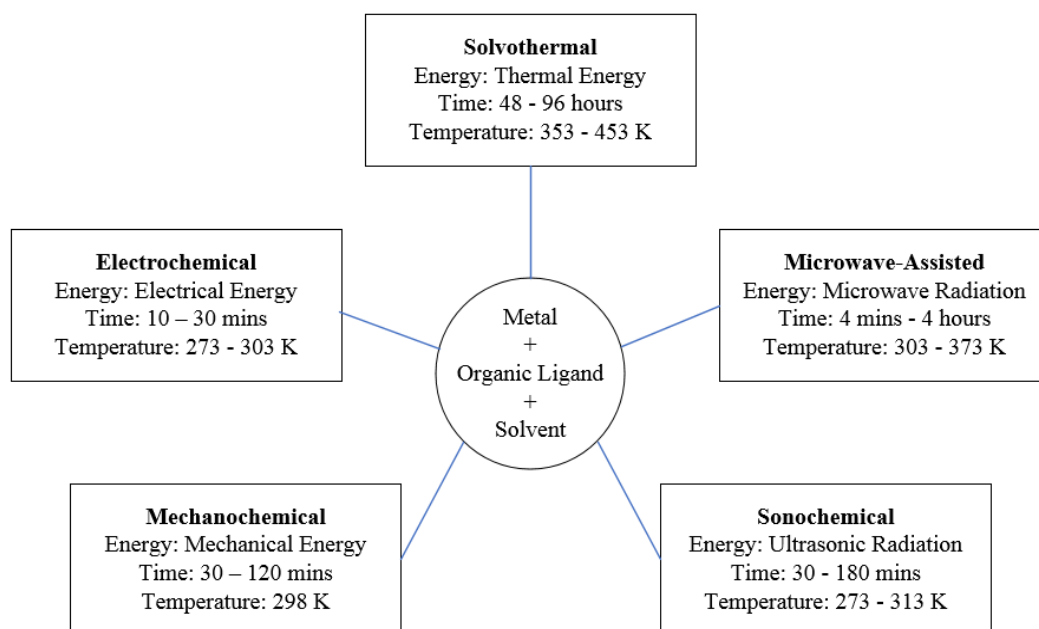 Solvothermal
Energy: Thermal Energy
Time: 48 - 96 hours
Temperature: 353 - 453 K
Electrochemical
Energy: Electrical Energy
Time: 10 – 30 mins
Temperature: 273 - 303 K
Microwave-Assisted
Energy: Microwave Radiation
Time: 4 mins - 4 hours
Temperature: 303 - 373 K
Metal
+
Organic Ligand
+
Solvent
Mechanochemical
Energy: Mechanical Energy
Time: 30 – 120 mins
Temperature: 298 K
Sonochemical
Energy: Ultrasonic Radiation
Time: 30 - 180 mins
Temperature: 273 - 313 K